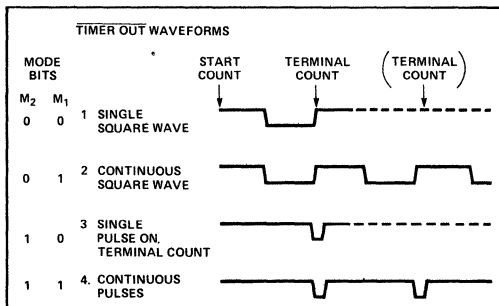 TIMER OUT WAVEFORMS
MODE BITS
START COUNT
TERMINAL COUNT
(TERMINAL COUNT)
M2 M1
0 0 1 SINGLE SQUARE WAVE
0 1 2 CONTINUOUS SQUARE WAVE
1 0 3 SINGLE PULSE ON, TERMINAL COUNT
1 1 4. CONTINUOUS PULSES